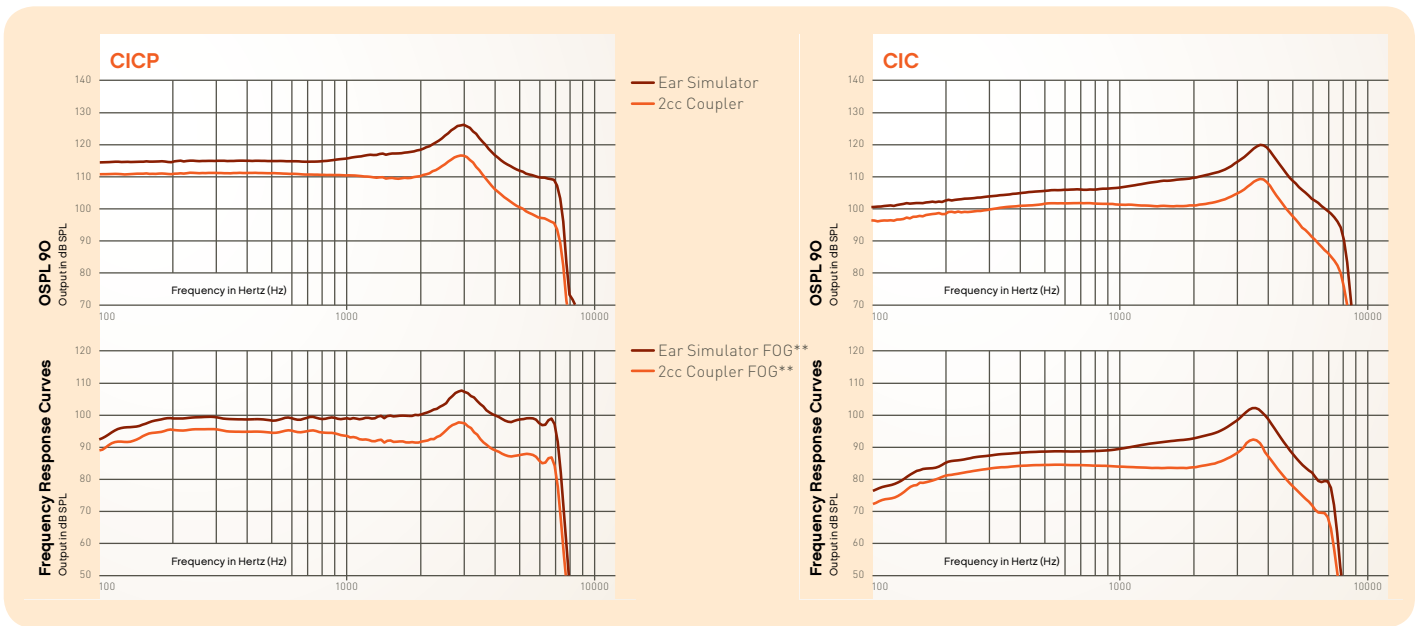 CICP
140
130
120
110
100
90
80
70
OSPL 90
Output in dB SPL
Frequency in Hertz (Hz)
100
1000
10000
Ear Simulator
2cc Coupler
CIC
140
130
120
110
100
90
80
70
OSPL 90
Output in dB SPL
Frequency in Hertz (Hz)
100
1000
10000
120
110
100
90
80
70
60
50
Frequency Response Curves
Output in dB SPL
Frequency in Hertz (Hz)
100
1000
10000
Ear Simulator FOG**
2cc Coupler FOG**
120
110
100
90
80
70
60
50
Frequency Response Curves
Output in dB SPL
Frequency in Hertz (Hz)
100
1000
10000